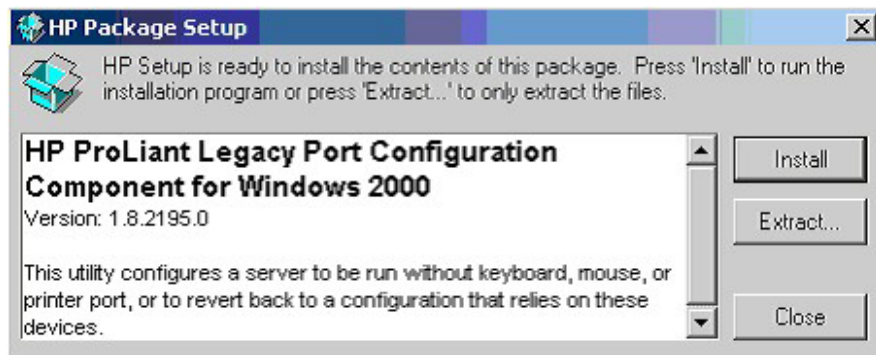 HP Package Setup
HP Setup is ready to install the contents of this package. Press 'Install' to run the
installation program or press 'Extract...' to only extract the files.
HP ProLiant Legacy Port Configuration
Component for Windows 2000
Version: 1.8.2195.0
This utility configures a server to be run without keyboard, mouse, or
printer port, or to revert back to a configuration that relies on these
devices.
Install
Extract...
Close